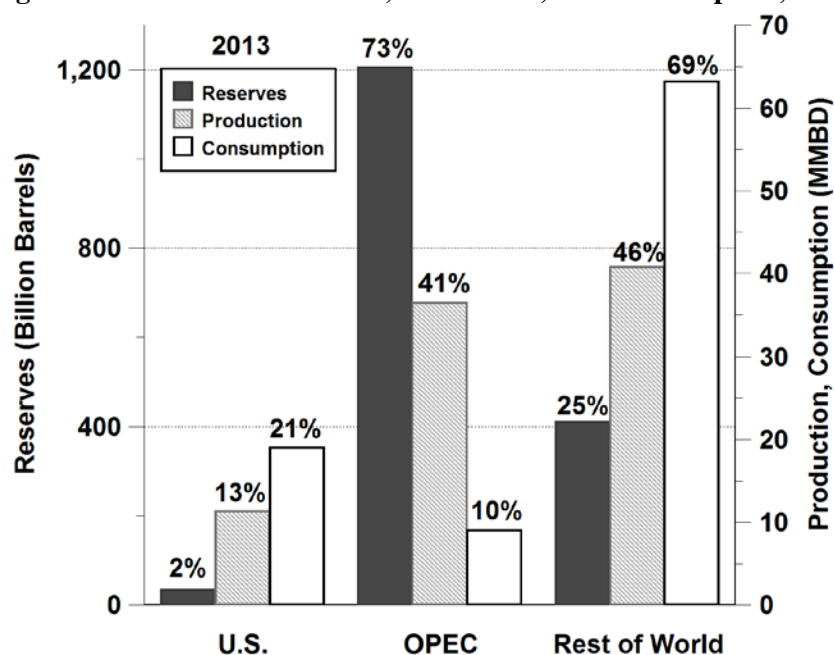 2013
Reserves
Production
Consumption
Reserves (Billion Barrels)
1,200
800
400
0
2%
13%
21%
73%
41%
10%
25%
46%
69%
70
60
50
40
30
20
10
0
Production, Consumption (MMBD)
U.S.
OPEC
Rest of World